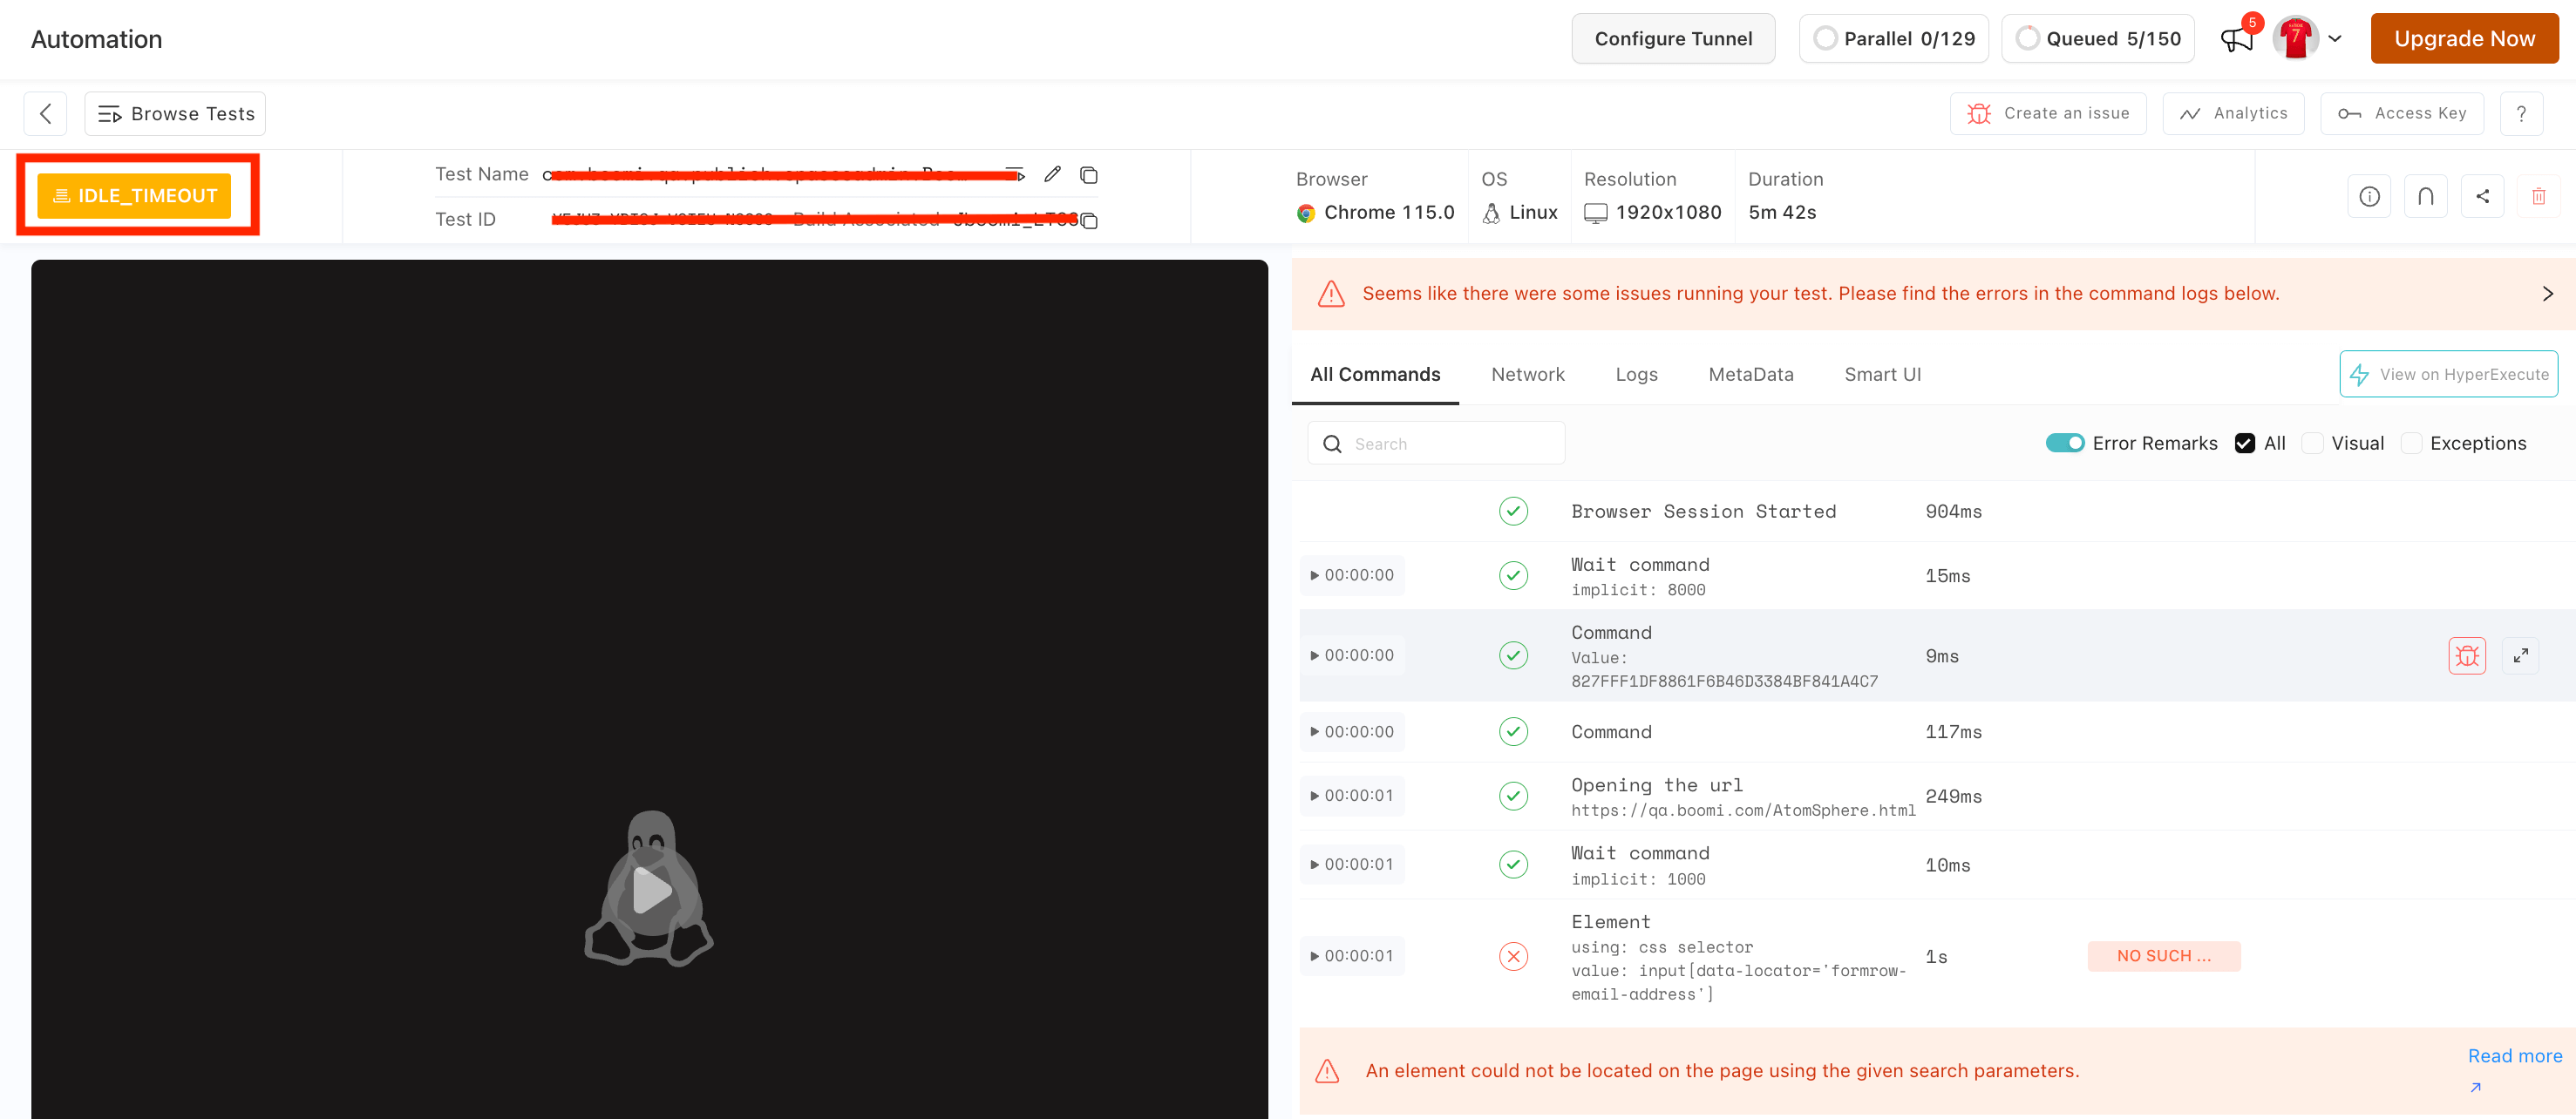 Automation
Configure Tunnel
Parallel 0/129
Queued 5/150
5
7
Upgrade Now
Browse Tests
Create an issue
Analytics
Access Key
?
IDLE_TIMEOUT
Test Name
Test ID
Browser
Chrome 115.0
OS
Linux
Resolution
1920x1080
Duration
5m 42s
Seems like there were some issues running your test. Please find the errors in the command logs below.
All Commands
Network
Logs
MetaData
Smart UI
View on HyperExecute
Search
Error Remarks
All
Visual
Exceptions
Browser Session Started
904ms
00:00:00
Wait command
implicit: 8000
15ms
00:00:00
Command
Value:
827FFF1DF8861F6B46D3384BF841A4C7
9ms
00:00:00
Command
117ms
00:00:01
Opening the url
https://qa.boomi.com/AtomSphere.html
249ms
00:00:01
Wait command
implicit: 1000
10ms
00:00:01
Element
using: css selector
value: input[data-locator='formrow-
email-address']
1s
NO SUCH ...
An element could not be located on the page using the given search parameters.
Read more